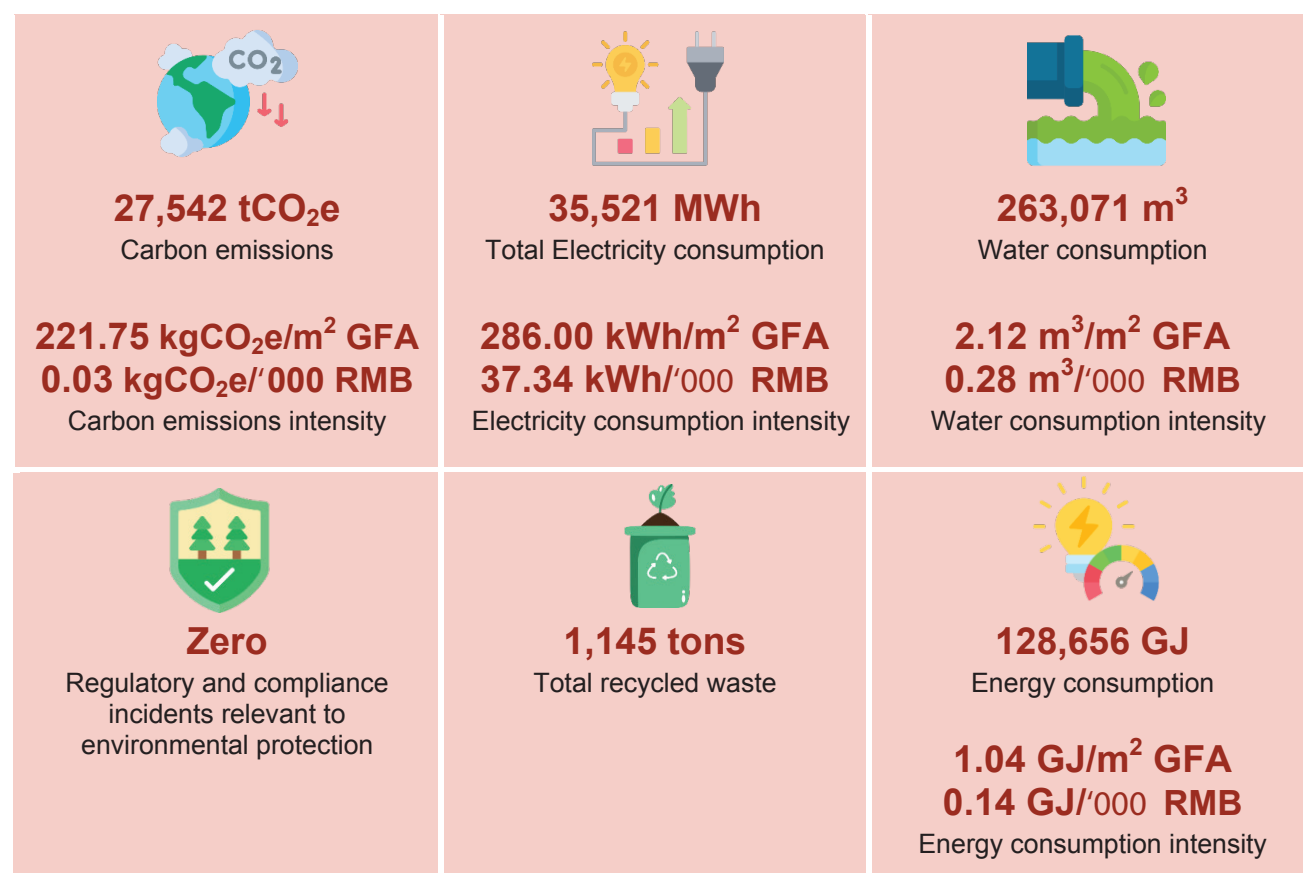 CO₂
27,542 tCO₂e
Carbon emissions
221.75 kgCO₂e/m² GFA
0.03 kgCO₂e/‘000 RMB
Carbon emissions intensity
35,521 MWh
Total Electricity consumption
286.00 kWh/m² GFA
37.34 kWh/‘000 RMB
Electricity consumption intensity
263,071 m³
Water consumption
2.12 m³/m² GFA
0.28 m³/‘000 RMB
Water consumption intensity
Zero
Regulatory and compliance
incidents relevant to
environmental protection
1,145 tons
Total recycled waste
128,656 GJ
Energy consumption
1.04 GJ/m² GFA
0.14 GJ/‘000 RMB
Energy consumption intensity